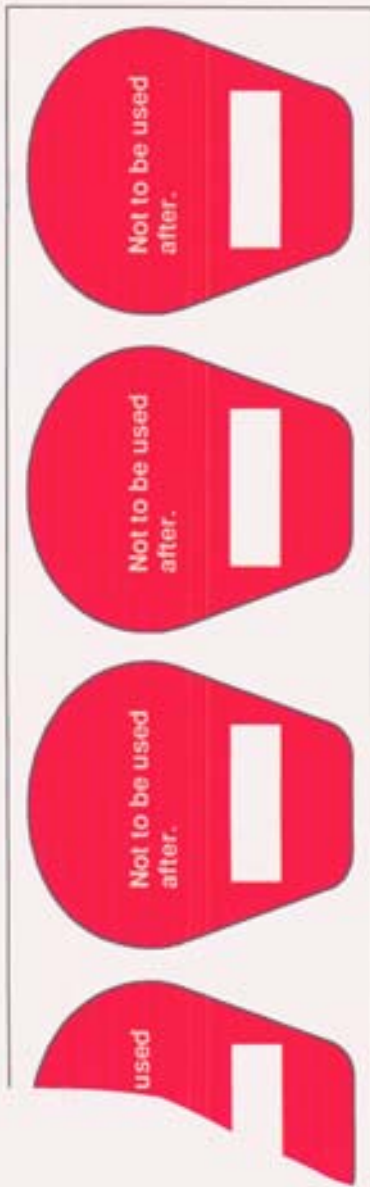 used
Not to be used
after.
Not to be used
after.
Not to be used
after.